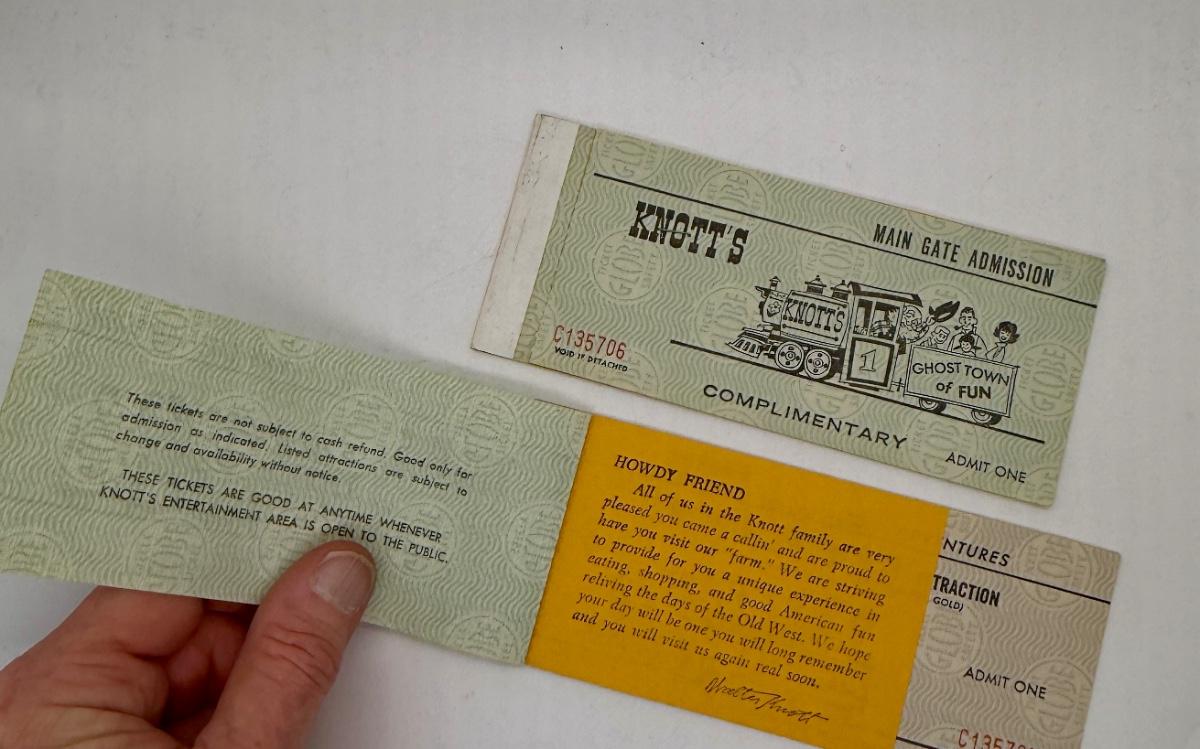 KNOTT'S
MAIN GATE ADMISSION
KNOTT'S
1
GHOST TOWN
of FUN
C135706
VOID IF DETACHED
COMPLIMENTARY
ADMIT ONE
These tickets are not subject to cash refund. Good only for
admission as indicated. Listed attractions are subject to
change and availability without notice.
THESE TICKETS ARE GOOD AT ANYTIME WHENEVER
KNOTT'S ENTERTAINMENT AREA IS OPEN TO THE PUBLIC.
HOWDY FRIEND
All of us in the Knott family are very
pleased you came a callin' and are proud to
have you visit our "farm." We are striving
to provide for you a unique experience in
eating, shopping, and good American fun
reliving the days of the Old West. We hope
your day will be one you will long remember
and you will visit us again real soon.
Walter Knott
NTURES
TRACTION
GOLD)
ADMIT ONE
C1357